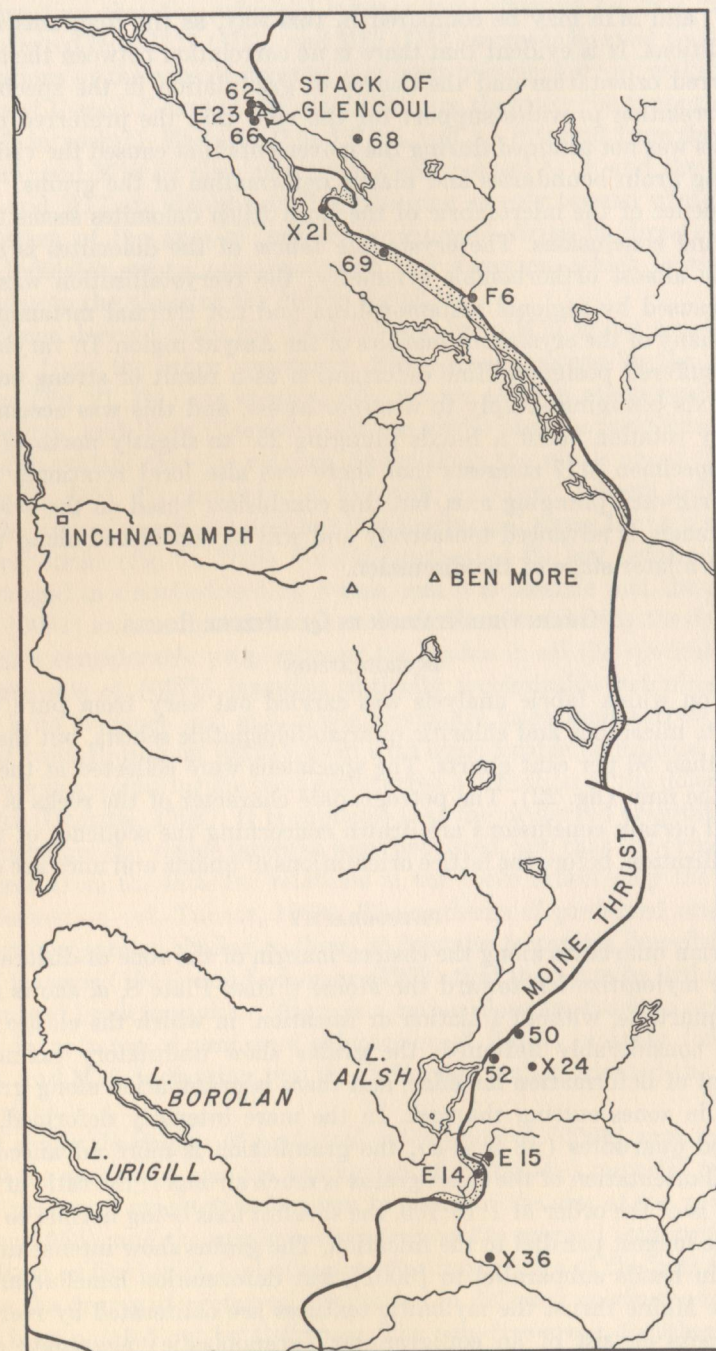 62
STACK OF
GLENCOUL
E23
66
68
X21
69
F6
INCHNADAMPH
BEN MORE
MOINE THRUST
50
52
X24
L.
AILSH
L.
BOROLAN
L.
URIGILL
E15
E14
X36